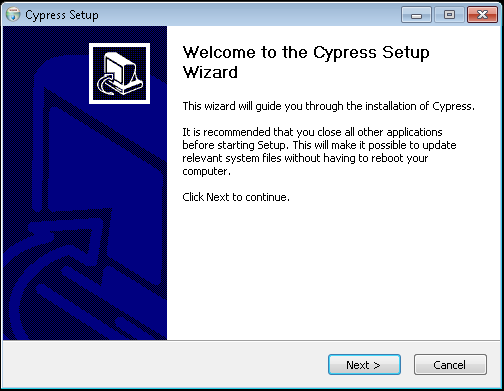 Cypress Setup
Welcome to the Cypress Setup
Wizard
This wizard will guide you through the installation of Cypress.
It is recommended that you close all other applications
before starting Setup. This will make it possible to update
relevant system files without having to reboot your
computer.
Click Next to continue.
Next >
Cancel